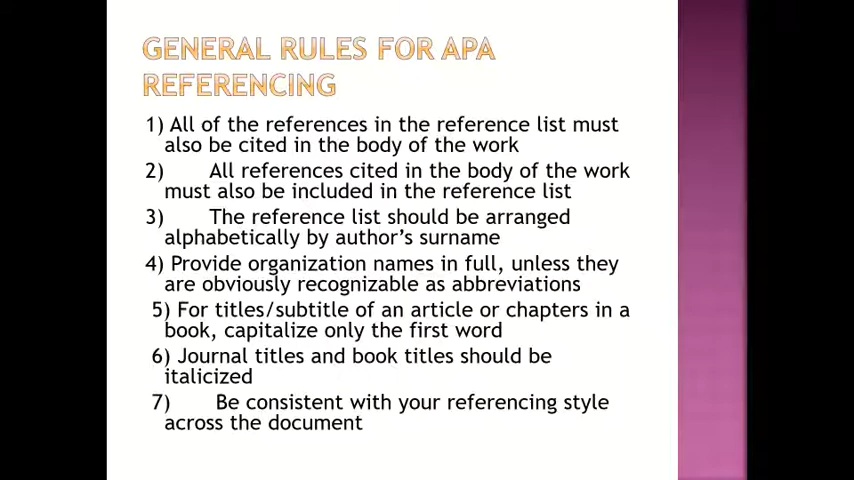 GENERAL RULES FOR APA
REFERENCING
1) All of the references in the reference list must
also be cited in the body of the work
2) All references cited in the body of the work
must also be included in the reference list
3) The reference list should be arranged
alphabetically by author's surname
4) Provide organization names in full, unless they
are obviously recognizable as abbreviations
5) For titles/subtitle of an article or chapters in a
book, capitalize only the first word
6) Journal titles and book titles should be
italicized
7) Be consistent with your referencing style
across the document